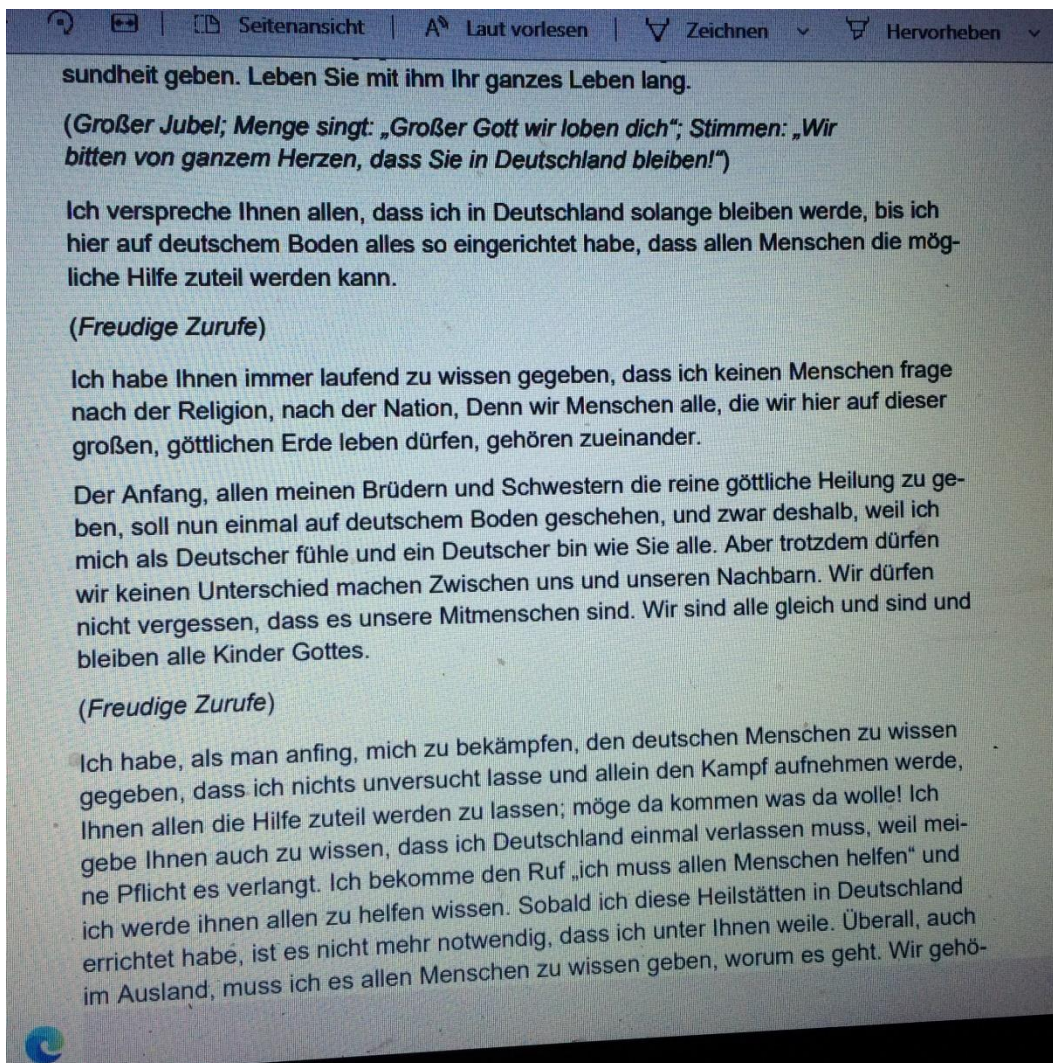 Seitenansicht | A Laut vorlesen | Zeichnen Hervorheben
sundheit geben. Leben Sie mit ihm Ihr ganzes Leben lang.
(Großer Jubel; Menge singt: „Großer Gott wir loben dich“; Stimmen: „Wir
bitten von ganzem Herzen, dass Sie in Deutschland bleiben!“)
Ich verspreche Ihnen allen, dass ich in Deutschland solange bleiben werde, bis ich
hier auf deutschem Boden alles so eingerichtet habe, dass allen Menschen die mög-
liche Hilfe zuteil werden kann.
(Freudige Zurufe)
Ich habe Ihnen immer laufend zu wissen gegeben, dass ich keinen Menschen frage
nach der Religion, nach der Nation, Denn wir Menschen alle, die wir hier auf dieser
großen, göttlichen Erde leben dürfen, gehören zueinander.
Der Anfang, allen meinen Brüdern und Schwestern die reine göttliche Heilung zu ge-
ben, soll nun einmal auf deutschem Boden geschehen, und zwar deshalb, weil ich
mich als Deutscher fühle und ein Deutscher bin wie Sie alle. Aber trotzdem dürfen
wir keinen Unterschied machen Zwischen uns und unseren Nachbarn. Wir dürfen
nicht vergessen, dass es unsere Mitmenschen sind. Wir sind alle gleich und sind und
bleiben alle Kinder Gottes.
(Freudige Zurufe)
Ich habe, als man anfing, mich zu bekämpfen, den deutschen Menschen zu wissen
gegeben, dass ich nichts unversucht lasse und allein den Kampf aufnehmen werde,
Ihnen allen die Hilfe zuteil werden zu lassen; möge da kommen was da wolle! Ich
gebe Ihnen auch zu wissen, dass ich Deutschland einmal verlassen muss, weil mei-
ne Pflicht es verlangt. Ich bekomme den Ruf „ich muss allen Menschen helfen“ und
ich werde ihnen allen zu helfen wissen. Sobald ich diese Heilstätten in Deutschland
errichtet habe, ist es nicht mehr notwendig, dass ich unter Ihnen weile. Überall, auch
im Ausland, muss ich es allen Menschen zu wissen geben, worum es geht. Wir gehö-